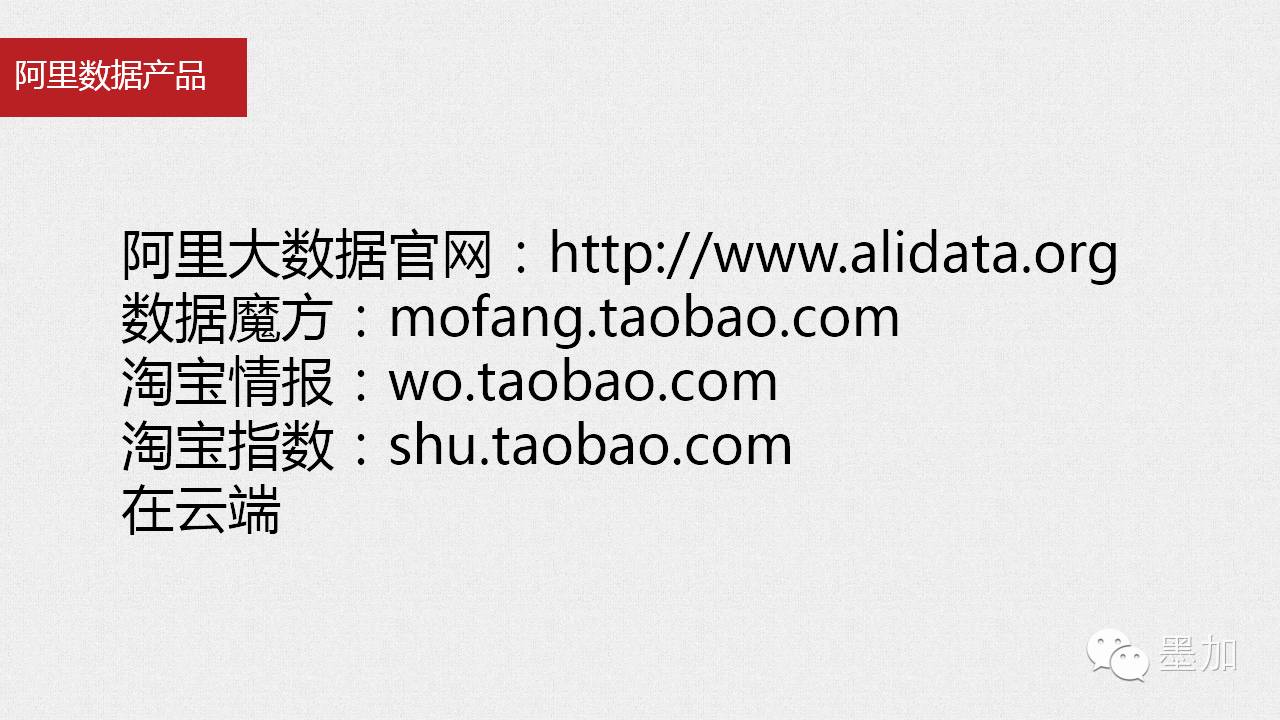 阿里数据产品
阿里大数据官网：http://www.alidata.org
数据魔方：mofang.taobao.com
淘宝情报：wo.taobao.com
淘宝指数：shu.taobao.com
在云端
墨加